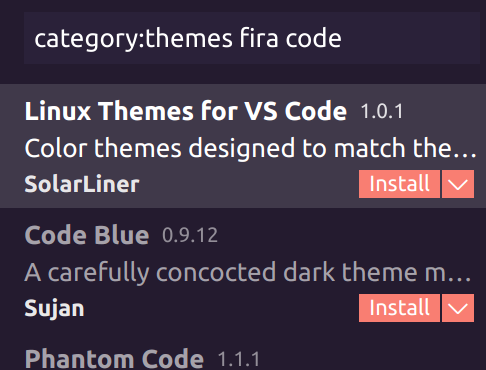 category:themes fira code
Linux Themes for VS Code 1.0.1
Color themes designed to match the...
SolarLiner Install
Code Blue 0.9.12
A carefully concocted dark theme m...
Sujan Install
Phantom Code 1.1.1